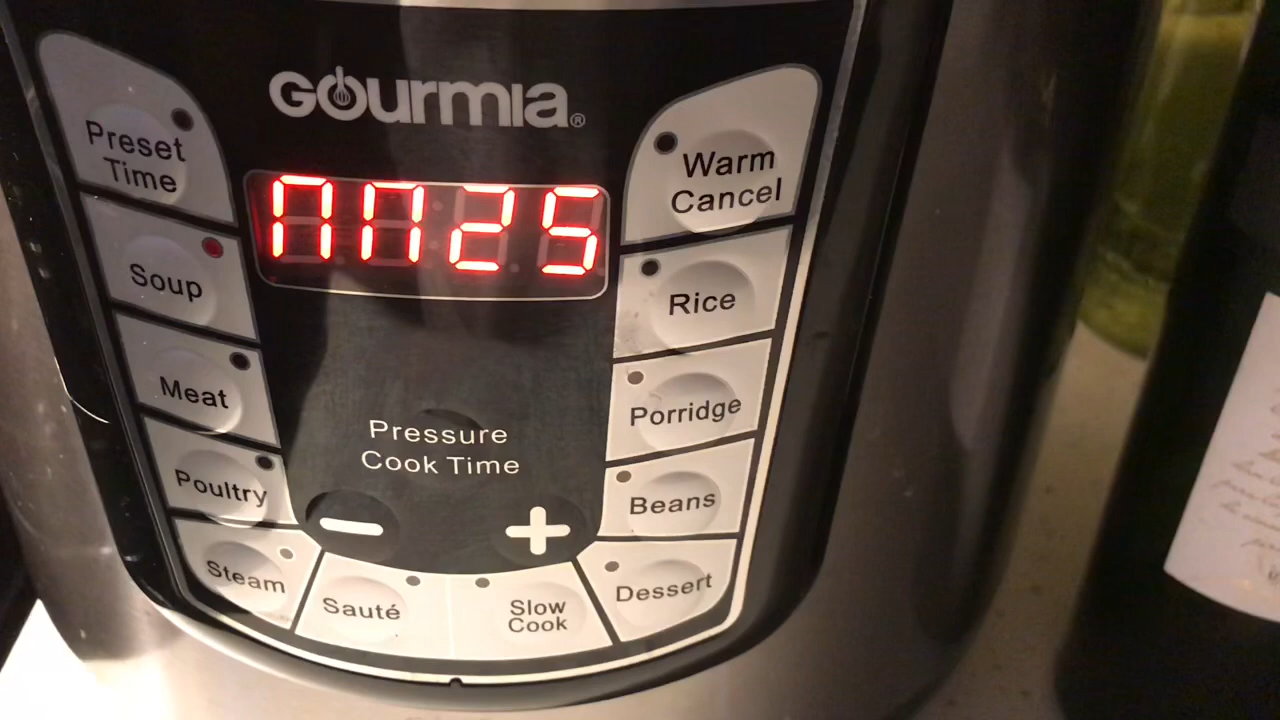 Gourmia®
Preset
Time
Warm
Cancel
ПП25
Soup
Rice
Meat
Porridge
Pressure
Cook Time
Poultry
Beans
Steam
Sauté
Slow
Cook
Dessert